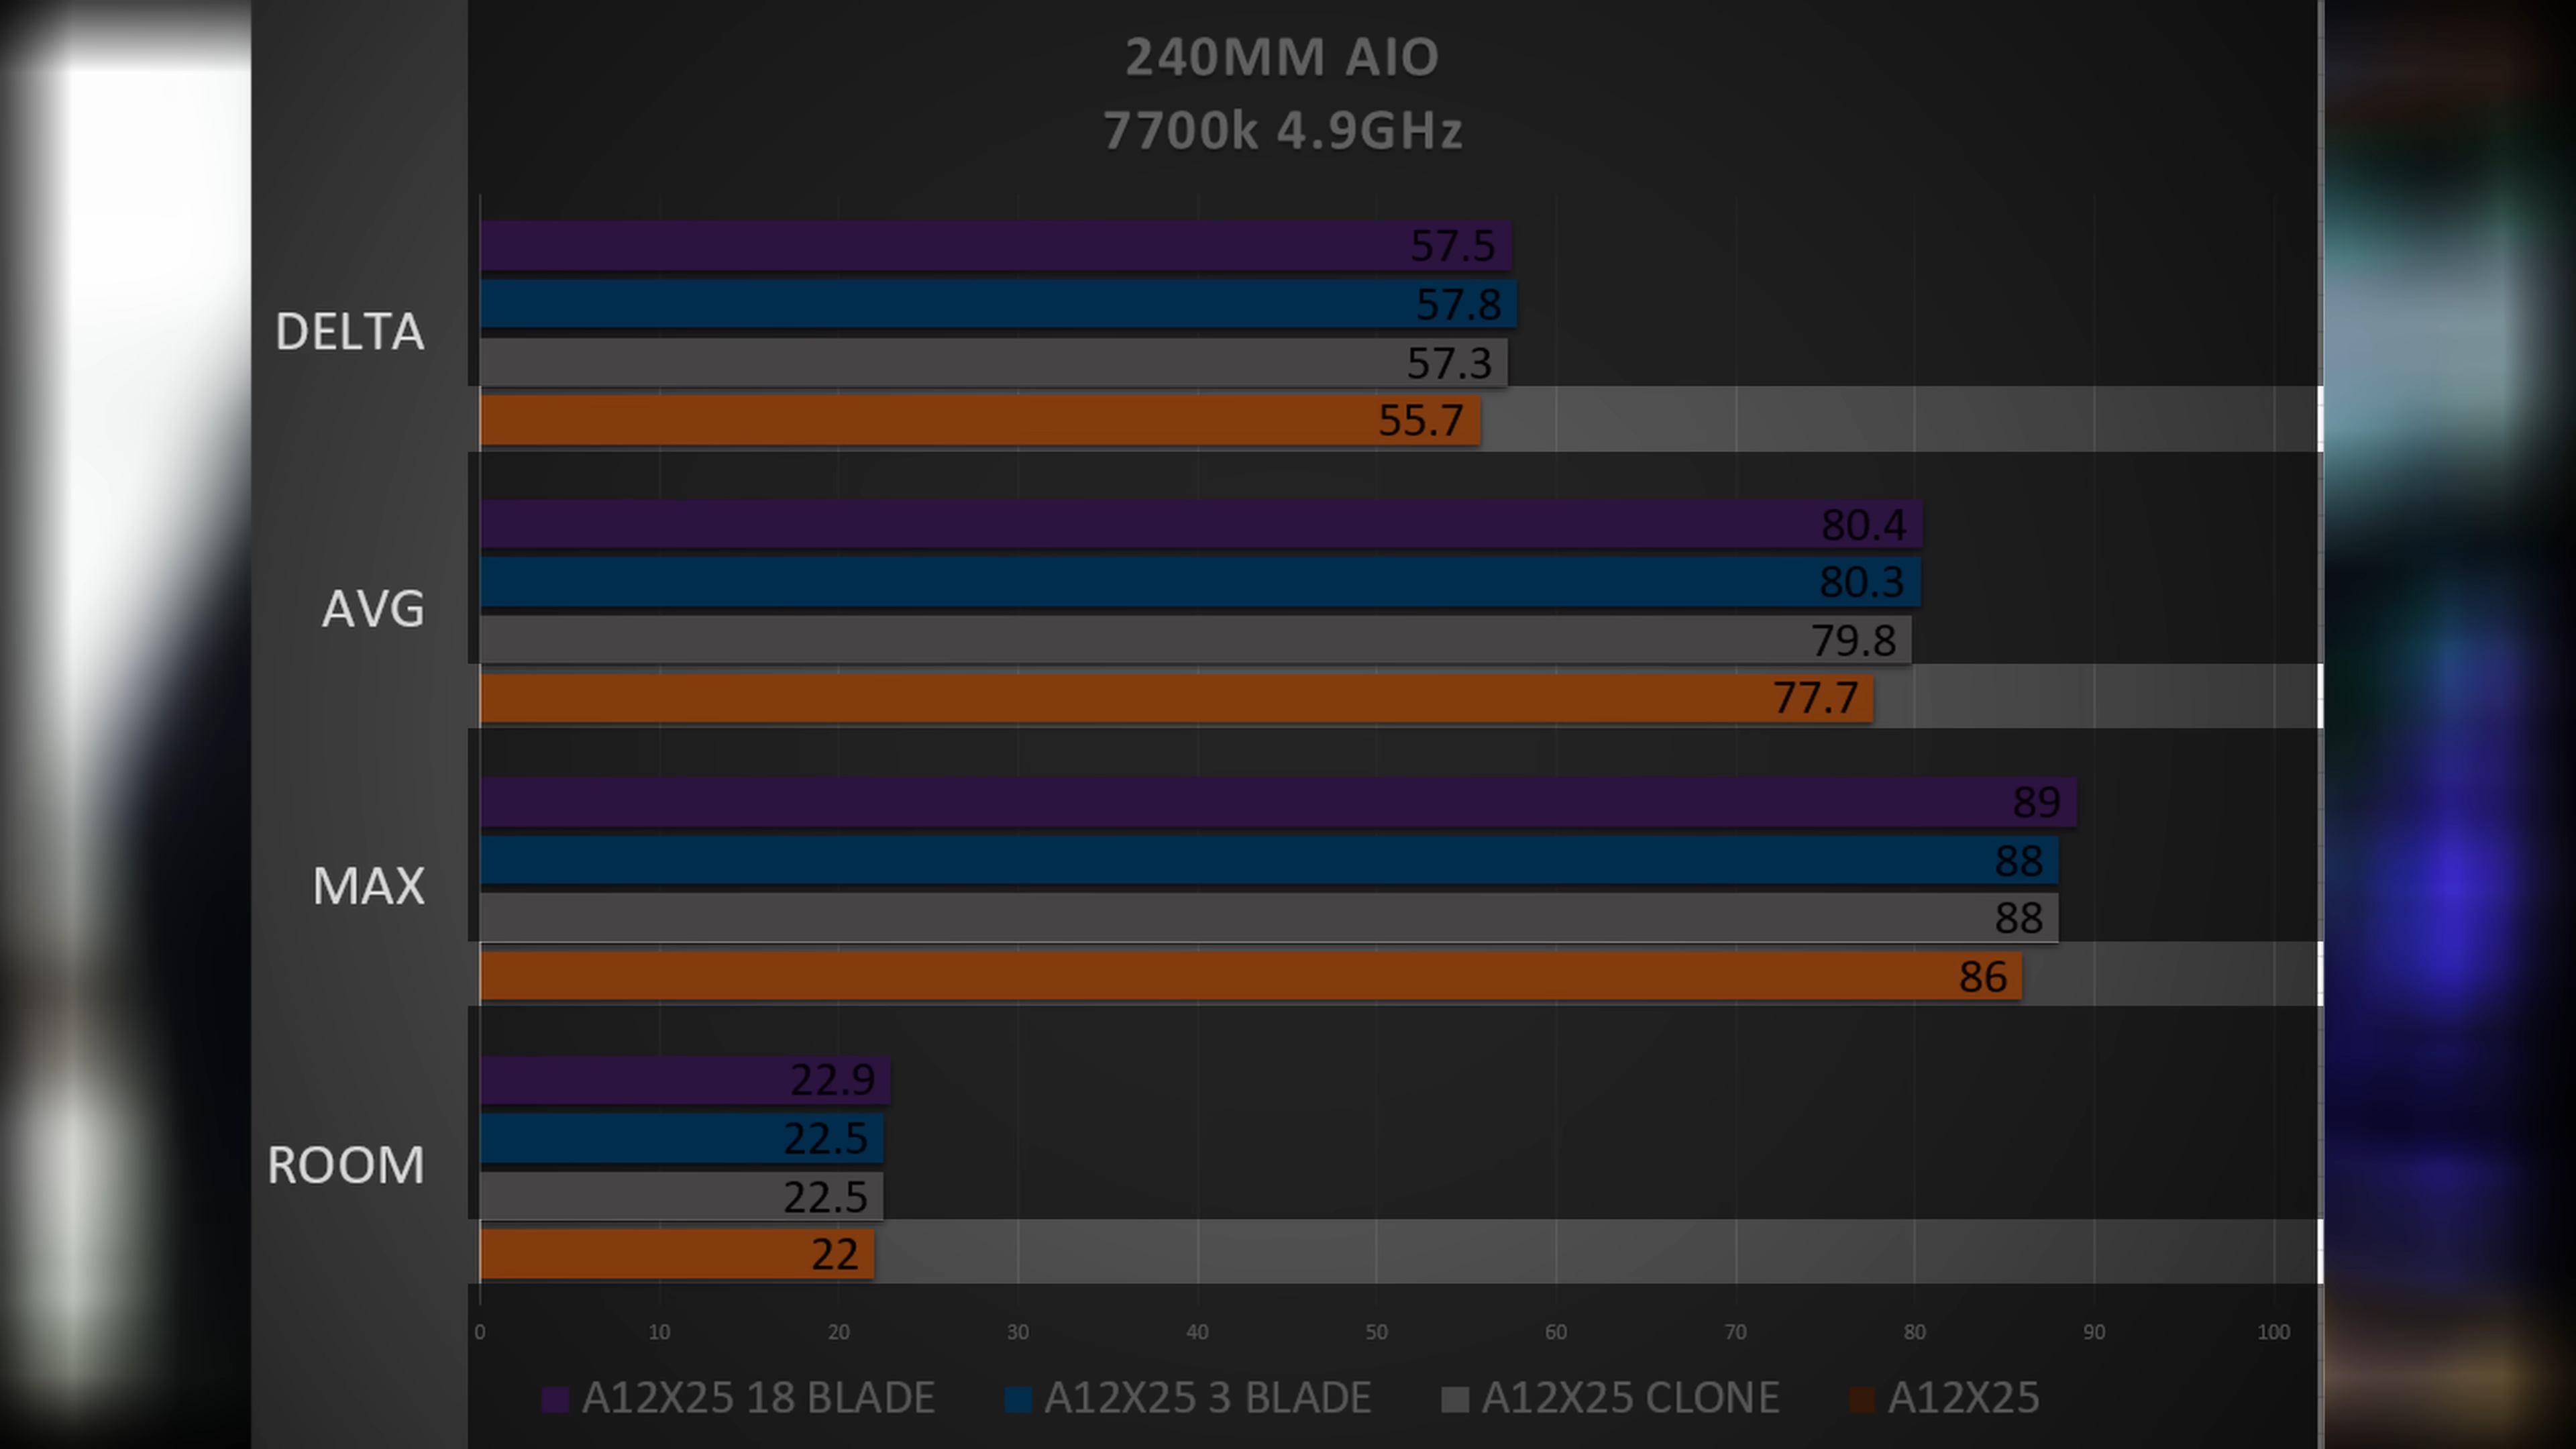 240MM AIO
7700k 4.9GHz
DELTA
57.5
57.8
57.3
55.7
AVG
80.4
80.3
79.8
77.7
MAX
89
88
88
86
ROOM
22.9
22.5
22.5
22
0 10 20 30 40 50 60 70 80 90 100
A12X25 18 BLADE A12X25 3 BLADE A12X25 CLONE A12X25